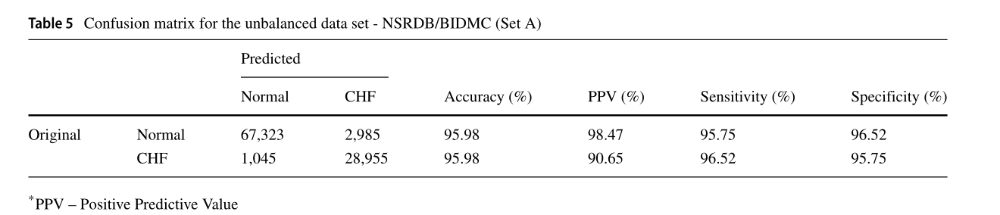 Table 5 Confusion matrix for the unbalanced data set - NSRDB/BIDMC (Set A)
Predicted
Normal CHF Accuracy (%) PPV (%) Sensitivity (%) Specificity (%)
Original Normal 67,323 2,985 95.98 98.47 95.75 96.52
CHF 1,045 28,955 95.98 90.65 96.52 95.75
*PPV – Positive Predictive Value